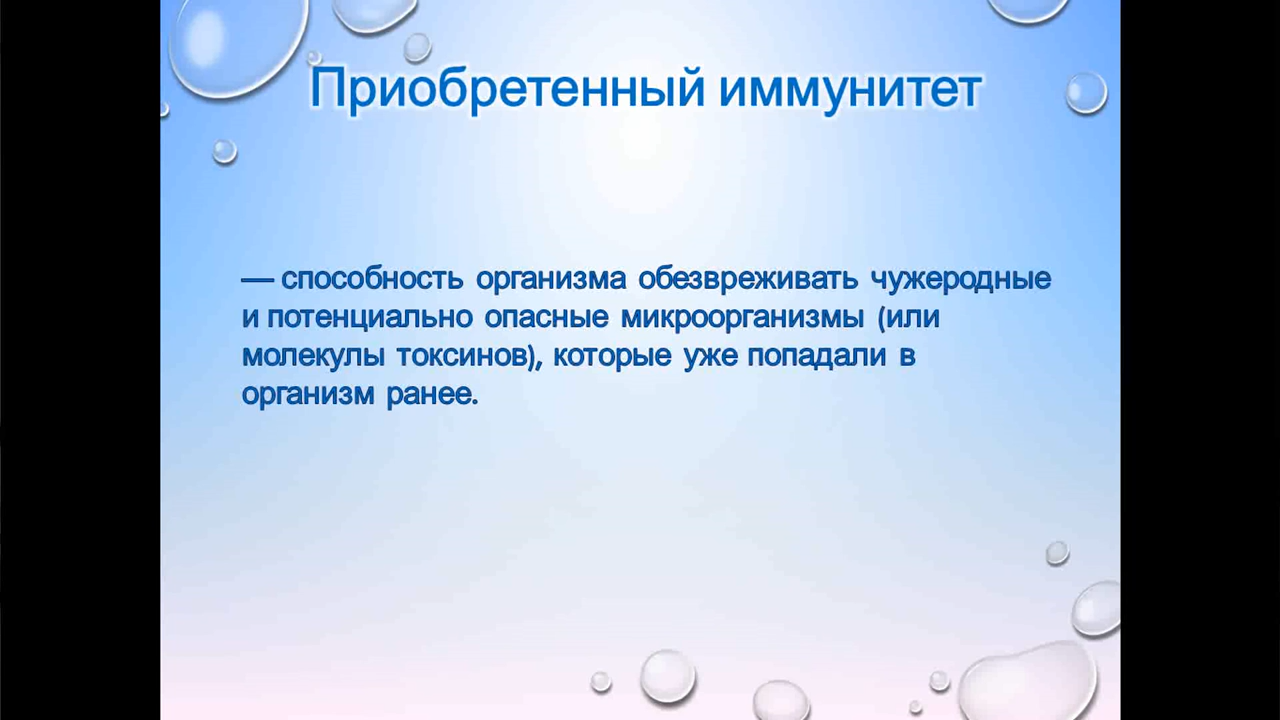 Приобретенный иммунитет
— способность организма обезвреживать чужеродные
и потенциально опасные микроорганизмы (или
молекулы токсинов), которые уже попадали в
организм ранее.